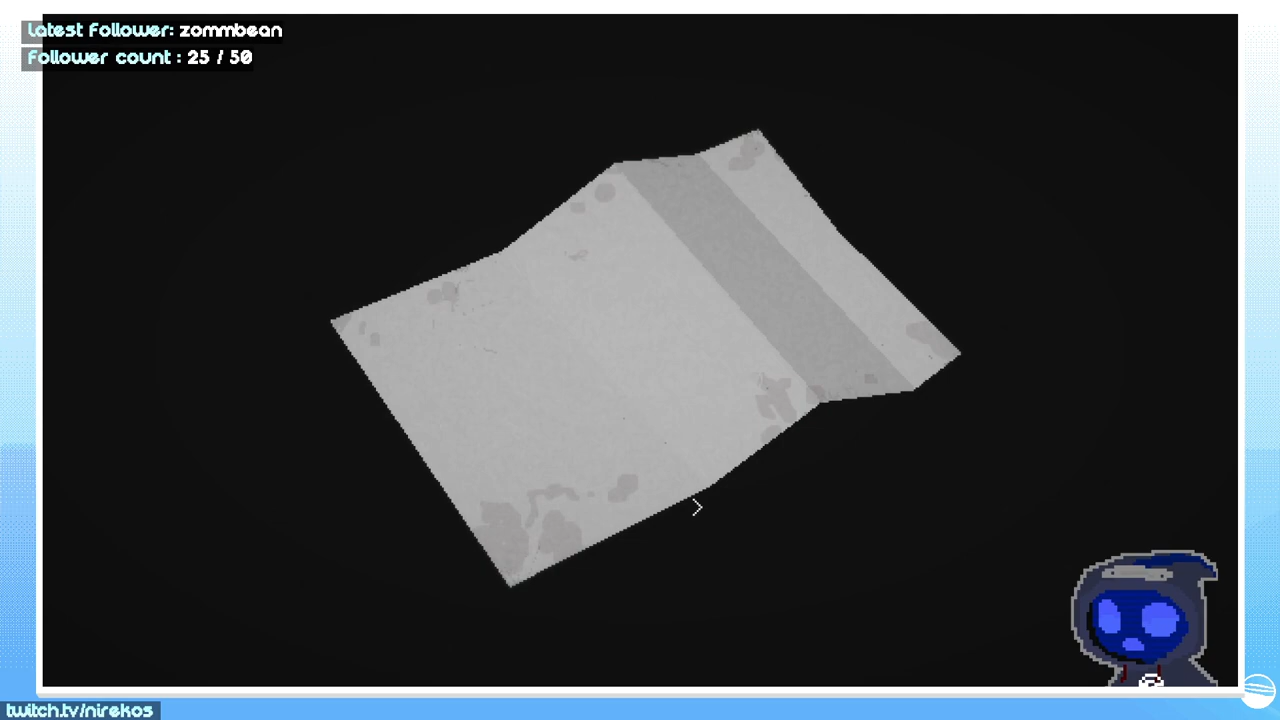 Latest Follower: zommbean
Follower count : 25 / 50
twitch.tv/nirekos